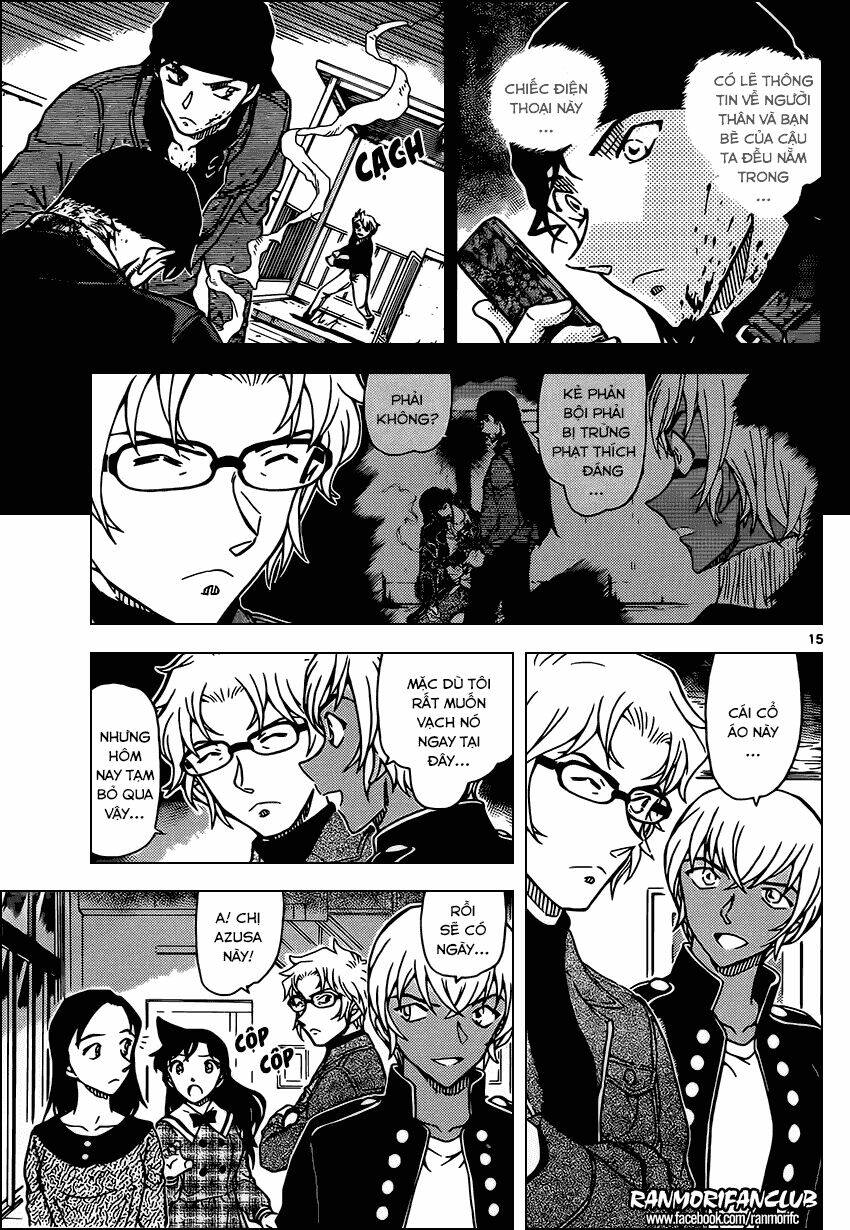 CÓ LẼ THÔNG
TIN VỀ NGƯỜI
THÂN VÀ BẠN
BÈ CỦA CẬU
TA ĐỀU NẰM
TRONG
...
CHIẾC ĐIỆN
THOẠI NÀY
...
CẠCH
KẺ PHẢN
BỘI PHẢI
BỊ TRỪNG
PHẠT THÍCH
ĐÁNG
...
PHẢI
KHÔNG?
15
CÁI CỔ
ÁO NÀY
...
MẶC DÙ TÔI
RẤT MUỐN
VẠCH NÓ
NGAY TẠI
ĐÂY...
NHƯNG
HÔM
NAY TẠM
BỎ QUA
VẬY...
RỒI
SẼ CÓ
NGÀY...
A! CHỊ
AZUSA
NÀY!
CỘP
CỘP
RANMORIFANCLUB
www.facebook.com/ranmorifc